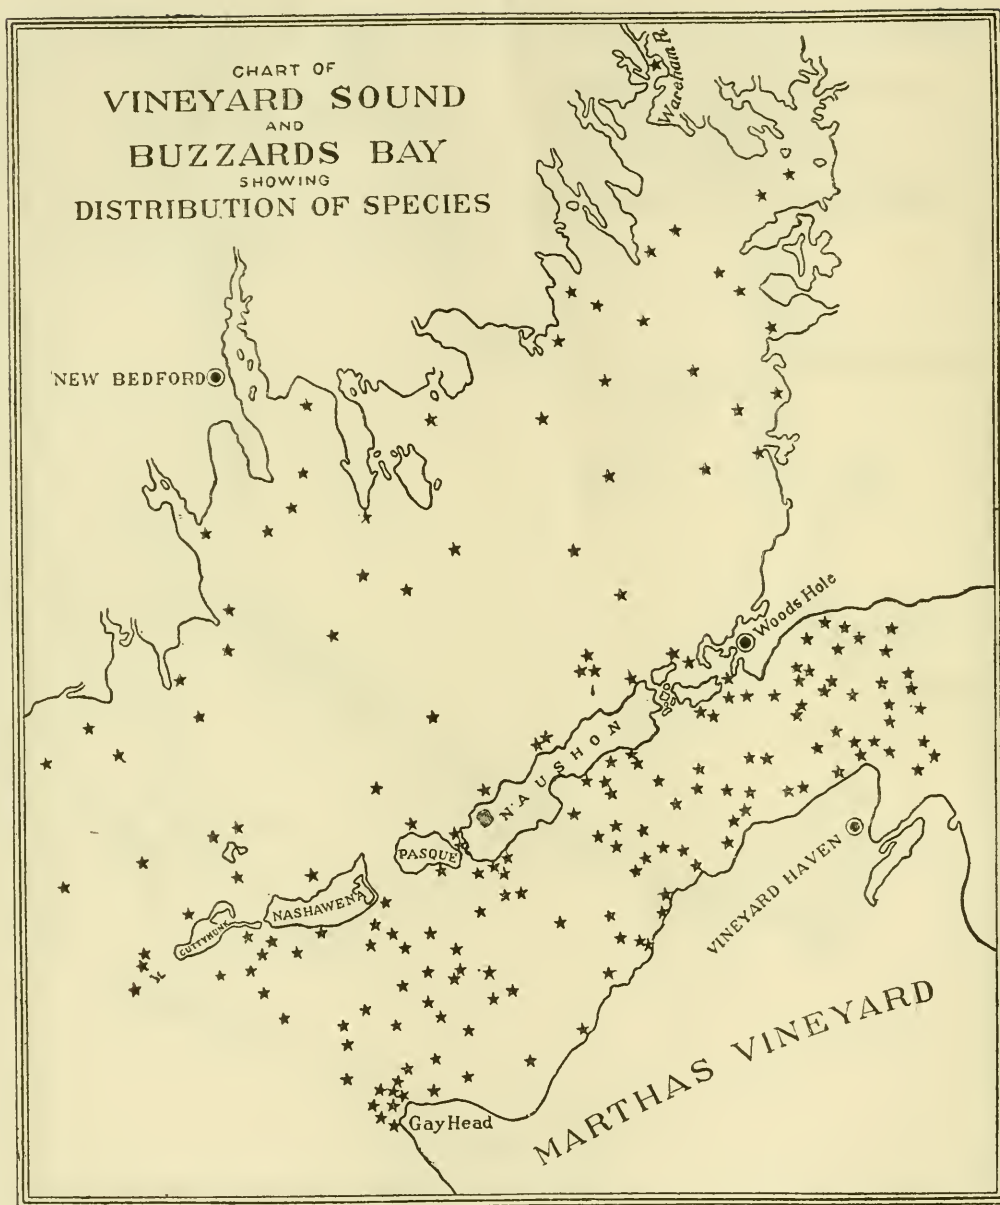 CHART OF
VINEYARD SOUND
AND
BUZZARDS BAY
SHOWING
DISTRIBUTION OF SPECIES
Wareham R.
NEW BEDFORD
Woods Hole
NAUSHON
PASQUE
NASHAWENA
CUTTYHUNK
VINEYARD HAVEN
MARTHAS VINEYARD
Gay Head